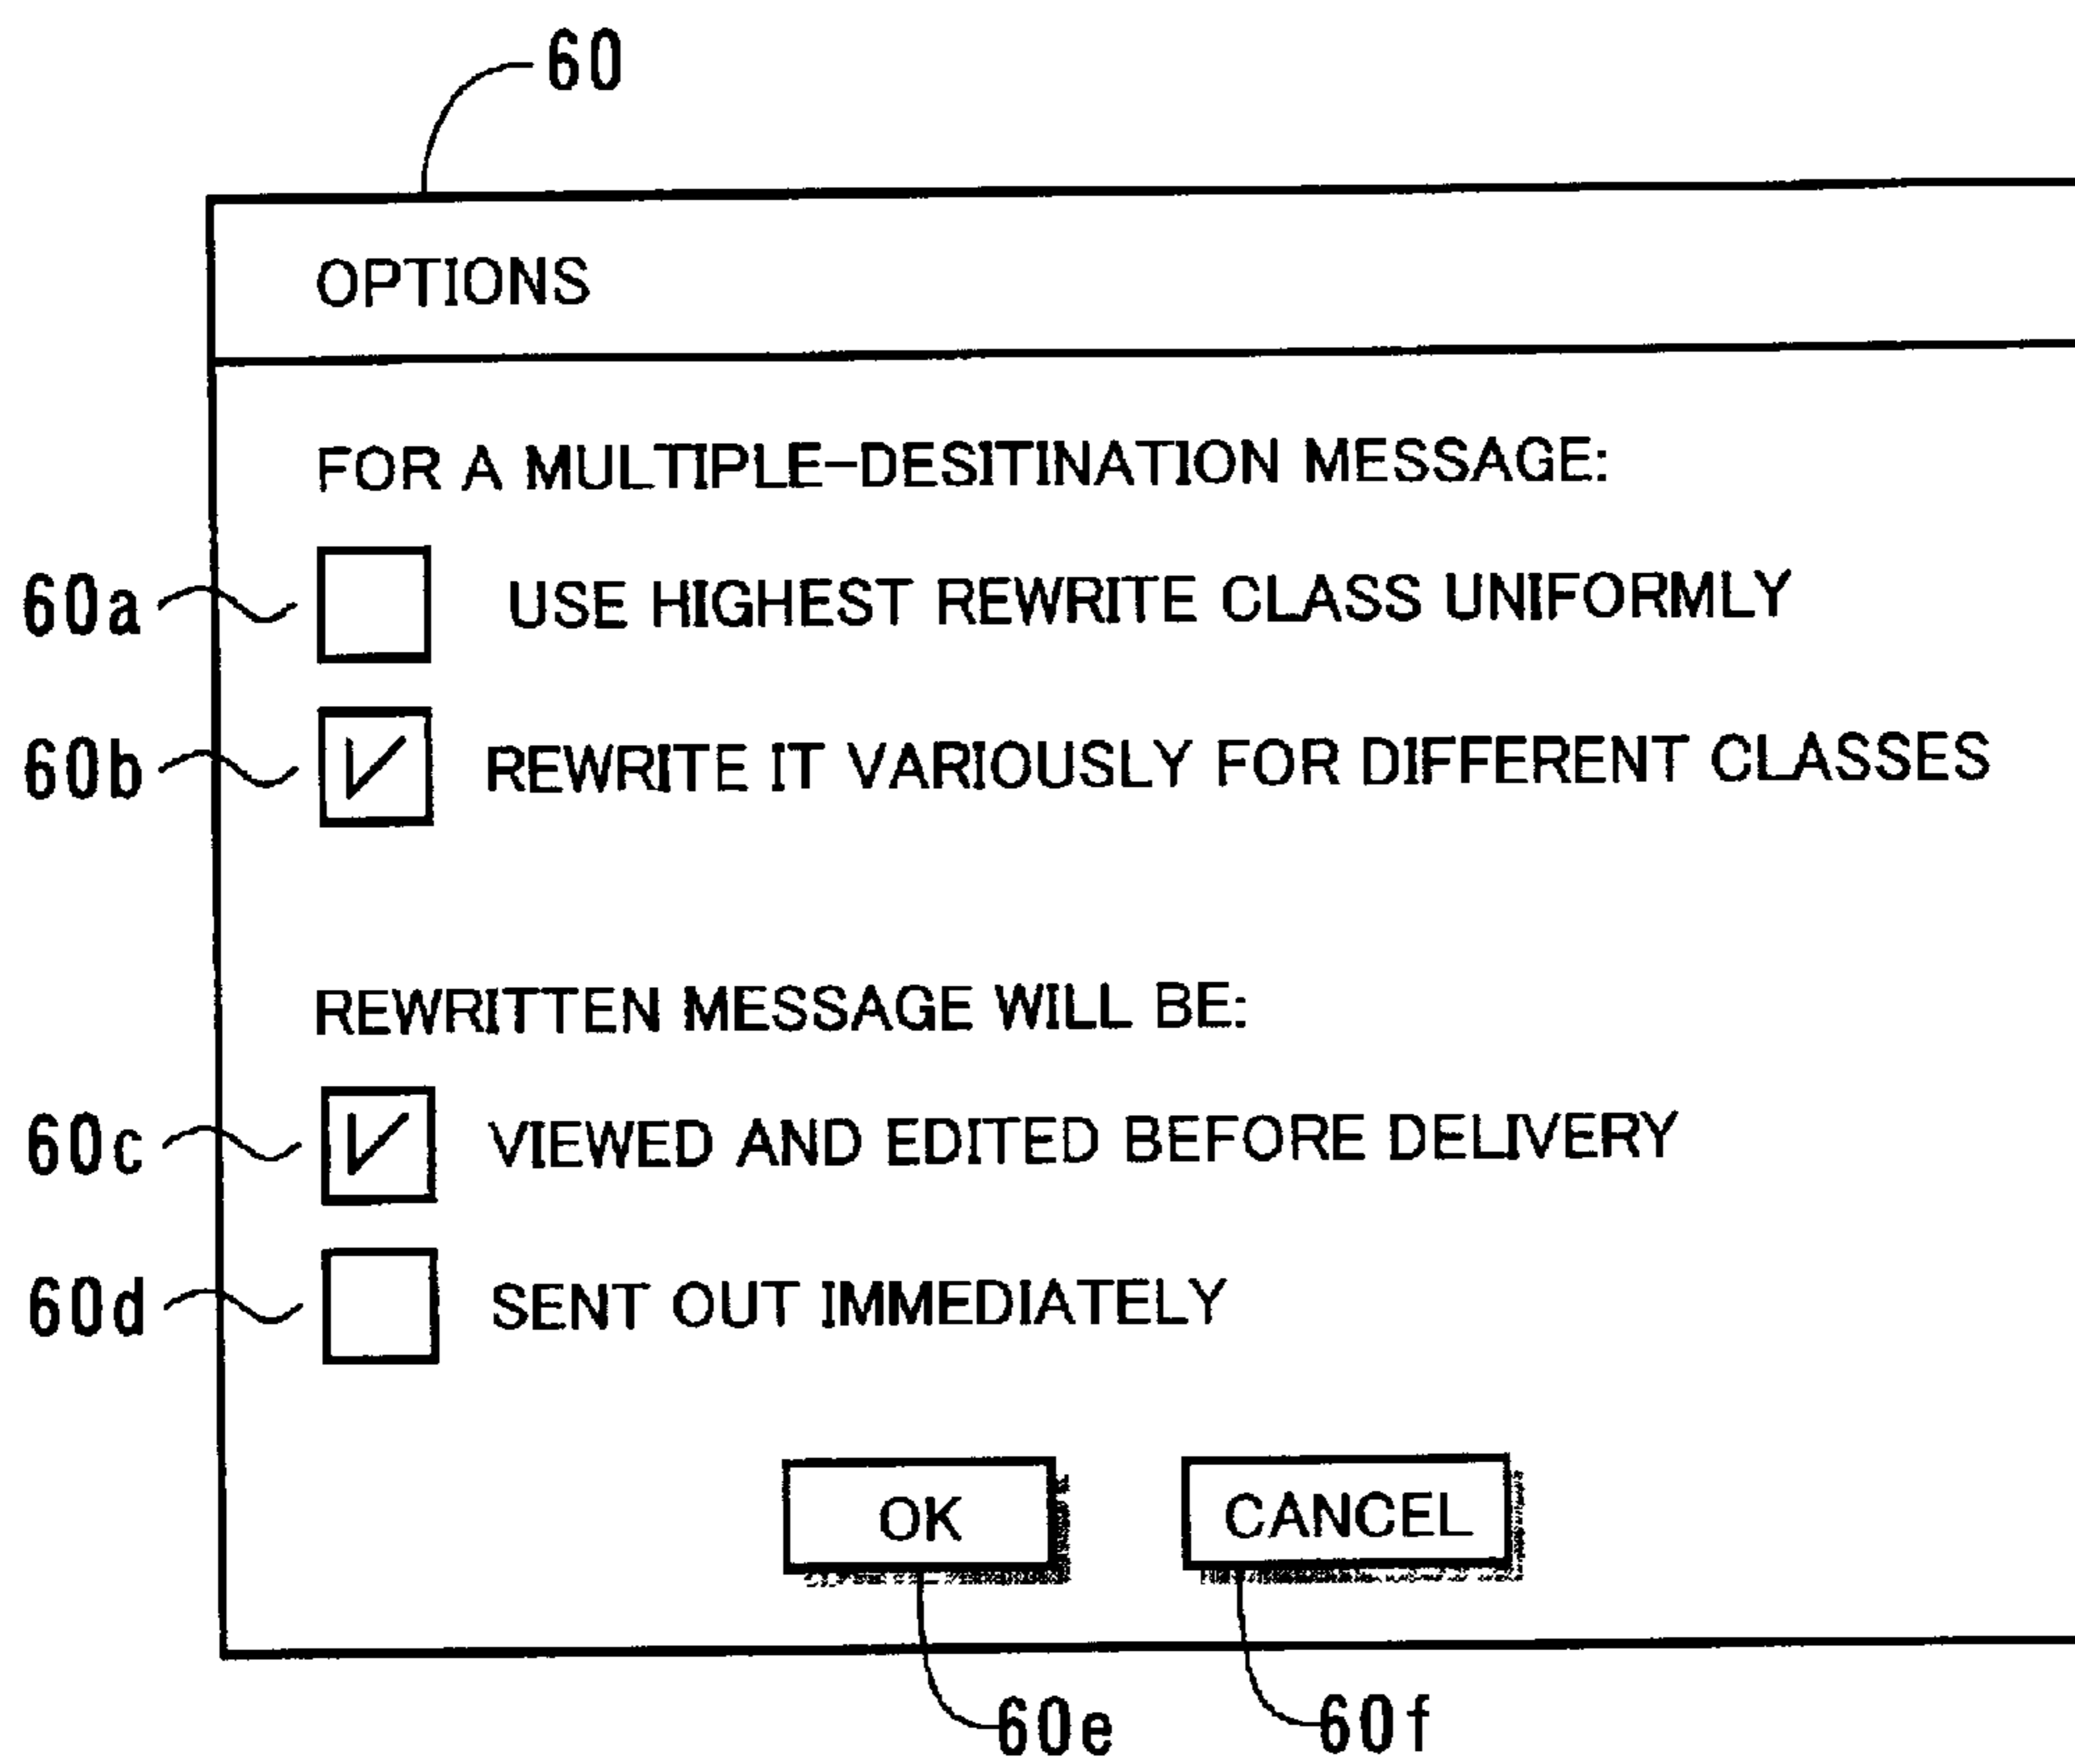 60
OPTIONS
FOR A MULTIPLE-DESITINATION MESSAGE:
60a USE HIGHEST REWRITE CLASS UNIFORMLY
60b REWRITE IT VARIOUSLY FOR DIFFERENT CLASSES
REWRITTEN MESSAGE WILL BE:
60c VIEWED AND EDITED BEFORE DELIVERY
60d SENT OUT IMMEDIATELY
OK CANCEL
60e 60f